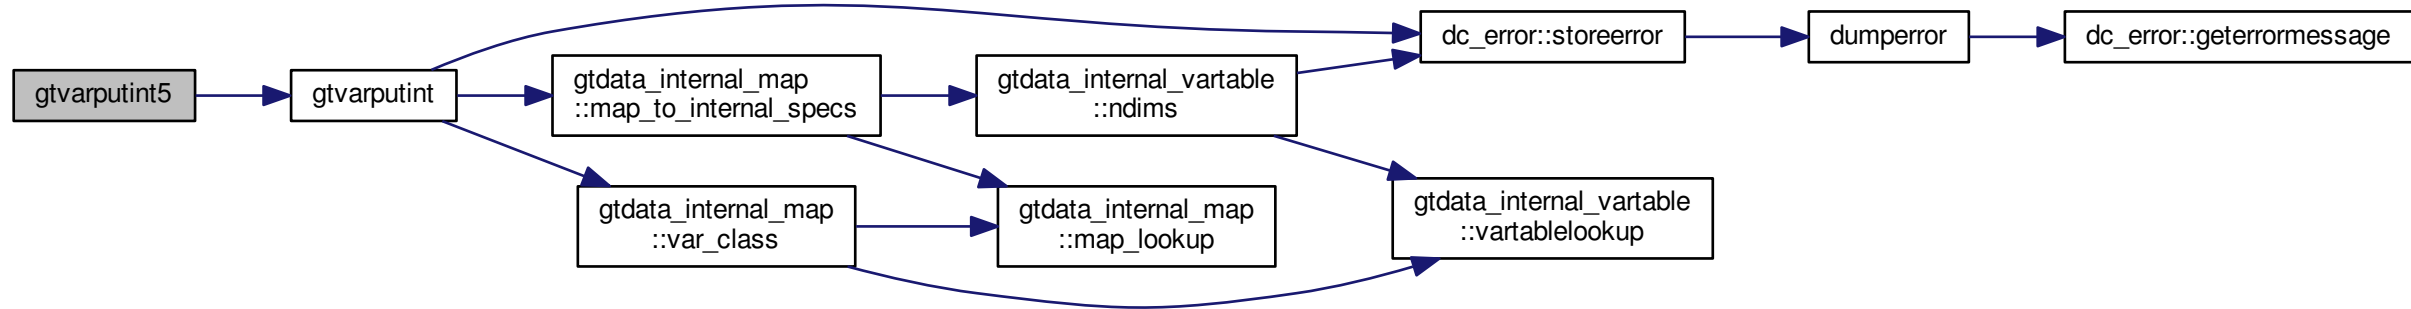 gtvarputint5
gtvarputint
gtdata_internal_map
::map_to_internal_specs
gtdata_internal_vartable
::ndims
dc_error::storeerror
dumperror
dc_error::geterrormessage
gtdata_internal_map
::var_class
gtdata_internal_map
::map_lookup
gtdata_internal_vartable
::vartablelookup